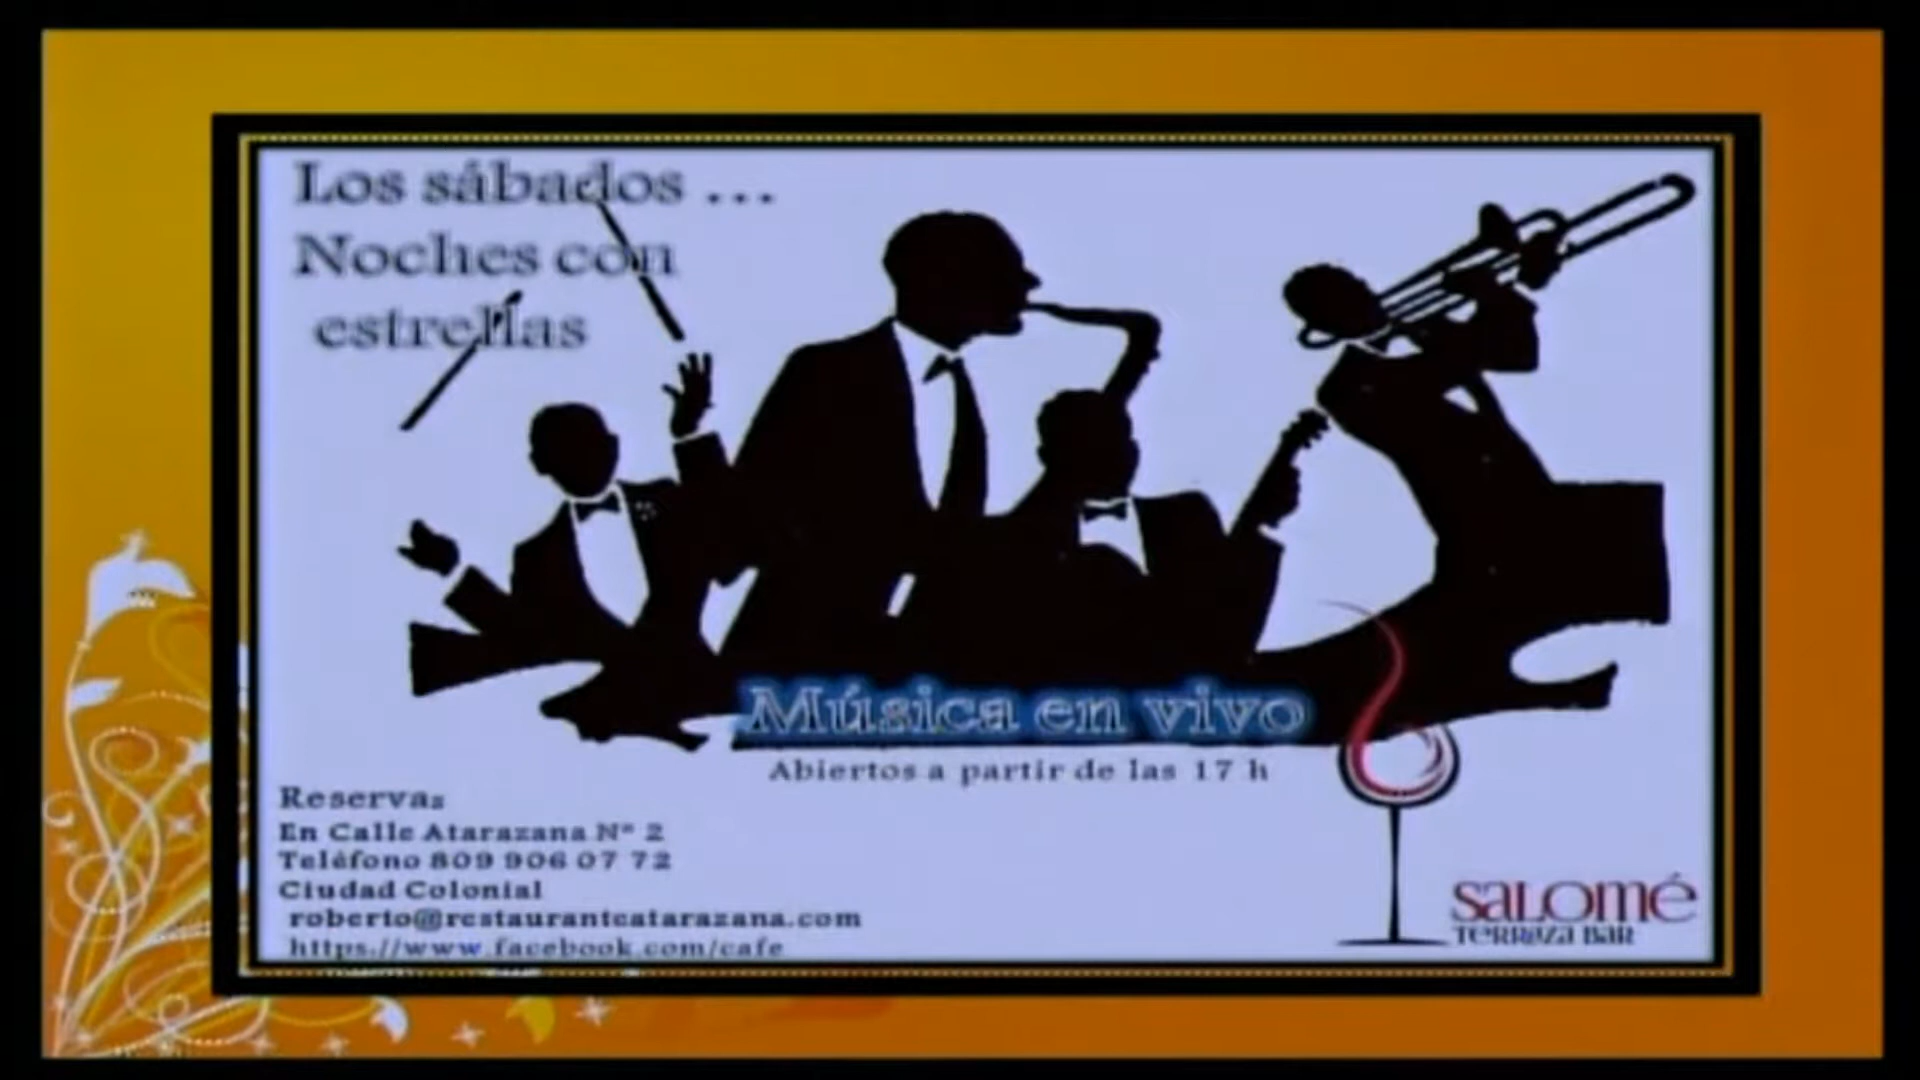 Los sábados ...
Noches con
estrellas
Música en vivo
Abiertos a partir de las 17 h
Reservas
En Calle Atarazana Nº 2
Teléfono 809 906 07 72
Ciudad Colonial
roberto@restauranteatarazana.com
https://www.facebook.com/cafe
salomé
Terraza Bar